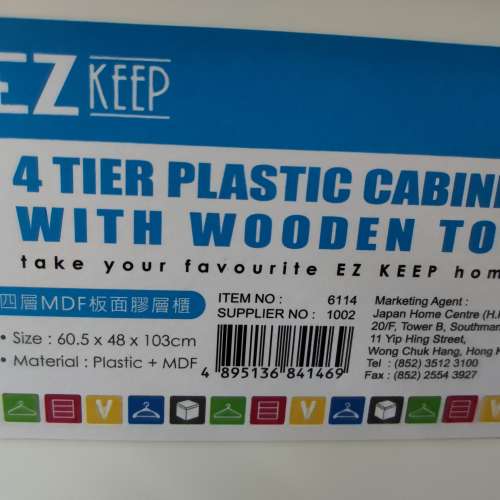 EZ KEEP
4 TIER PLASTIC CABIN
WITH WOODEN TO
take your favourite EZ KEEP hom
四層MDF板面膠層櫃
• Size : 60.5 x 48 x 103cm
• Material : Plastic + MDF
ITEM NO : 6114
SUPPLIER NO : 1002
4 895136 841469
Marketing Agent :
Japan Home Centre (H.K
20/F, Tower B, Southmar
11 Yip Hing Street,
Wong Chuk Hang, Hong K
Tel : (852) 3512 3100
Fax : (852) 2554 3927